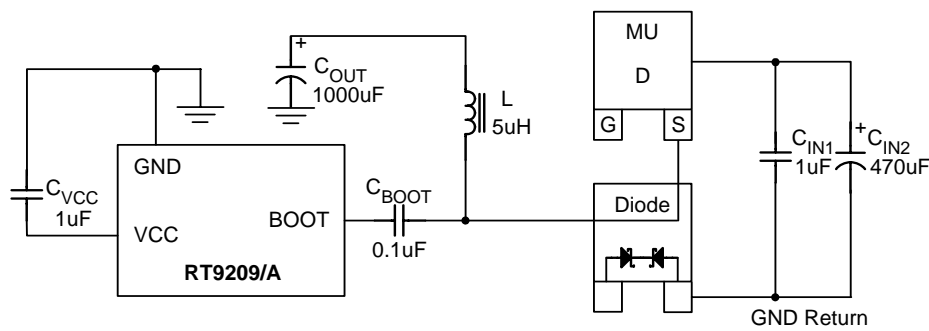 MU
D
G S
+
C_OUT
1000uF
L
5uH
C_IN1
1uF
+
C_IN2
470uF
GND
C_VCC
1uF
VCC
BOOT
RT9209/A
C_BOOT
0.1uF
Diode
GND Return